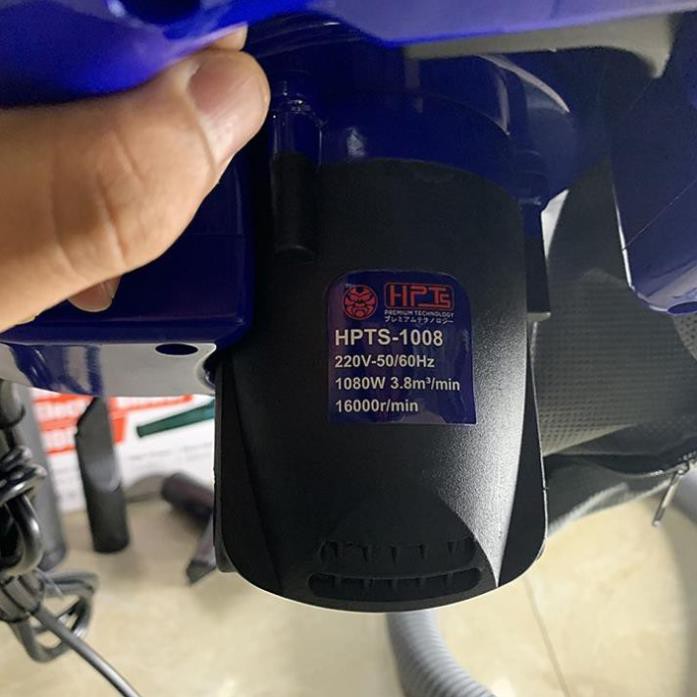 HPTs
PREMIUM TECHNOLOGY
プレミアムテクノロジー
HPTS-1008
220V-50/60Hz
1080W 3.8m³/min
16000r/min